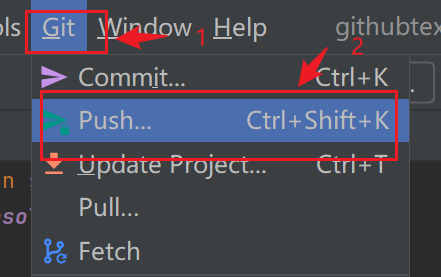 ols Git Window Help githubtex
1
2
Commit... Ctrl+K
Push... Ctrl+Shift+K
Update Project... Ctrl+T
Pull...
Fetch
n s
so